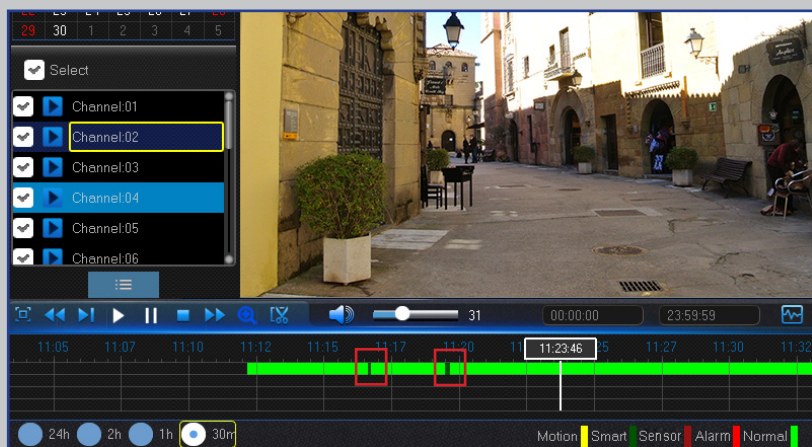 29 30 1 2 3 4 5
Select
Channel:01
Channel:02
Channel:03
Channel:04
Channel:05
Channel:06
31 00:00:00 23:59:59
11:05 11:07 11:10 11:12 11:15 11:17 11:20 11:23:46 25 11:27 11:30 11:32
24h 2h 1h 30m
Motion Smart Sensor Alarm Normal